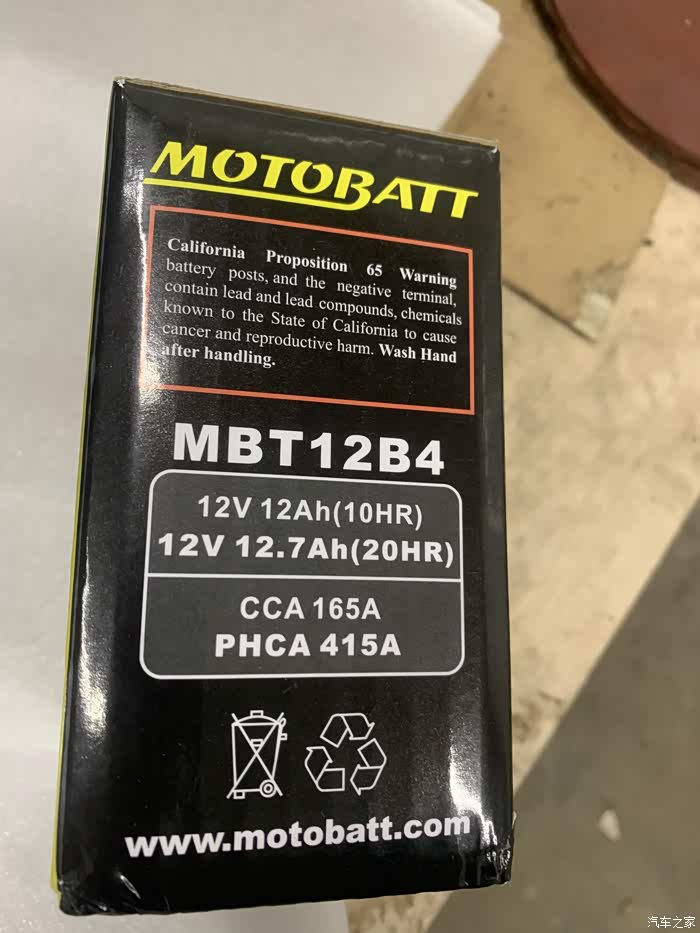 MOTOBATT
California Proposition 65 Warning
battery posts, and the negative terminal,
contain lead and lead compounds, chemicals
known to the State of California to cause
cancer and reproductive harm. Wash Hand
after handling.
MBT12B4
12V 12Ah(10HR)
12V 12.7Ah(20HR)
CCA 165A
PHCA 415A
www.motobatt.com
汽车之家